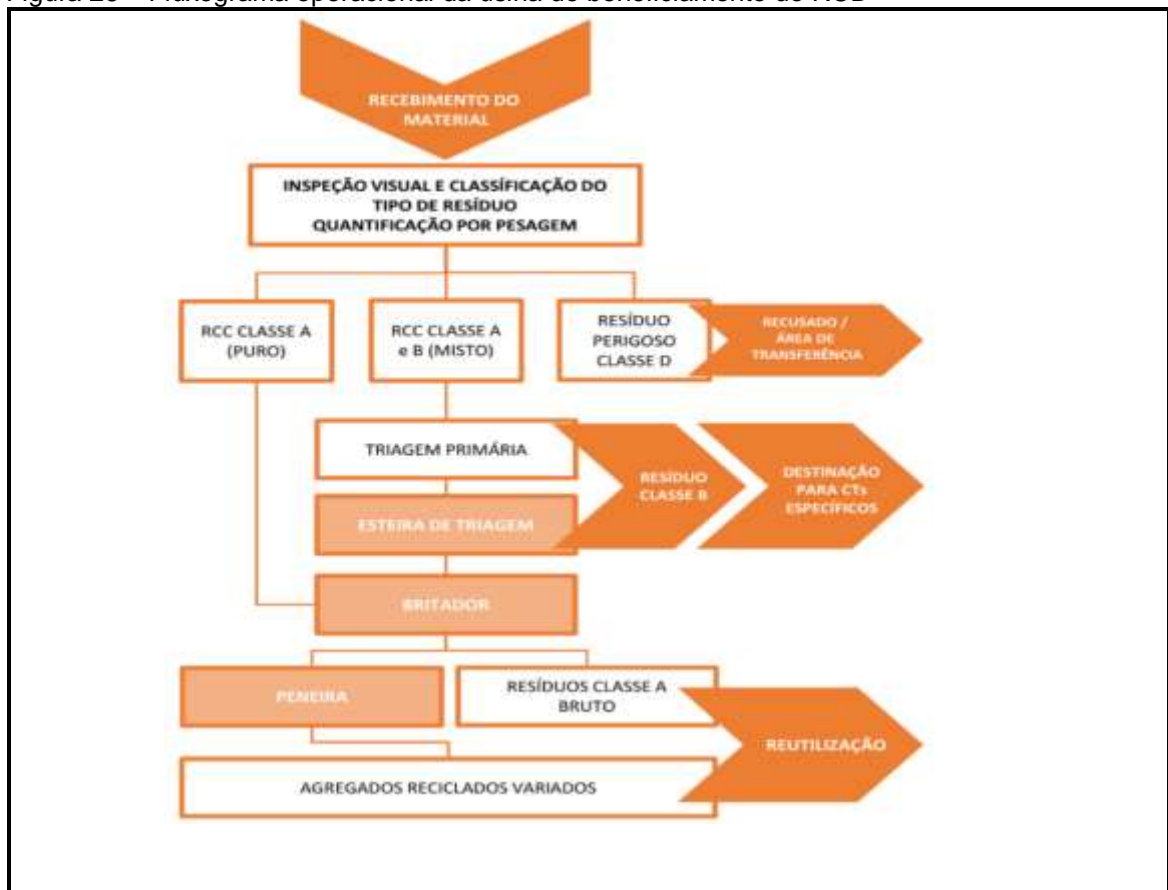 RECEBIMENTO DO
MATERIAL
INSPEÇÃO VISUAL E CLASSÍFICAÇÃO DO
TIPO DE RESÍDUO
QUANTIFICAÇÃO POR PESAGEM
RCC CLASSE A
(PURO)
RCC CLASSE A
e B (MISTO)
RESÍDUO
PERIGOSO
CLASSE D
RECUSADO /
ÁREA DE
TRANSFERÊNCIA
TRIAGEM PRIMÁRIA
RESÍDUO
CLASSE B
DESTINAÇÃO
PARA CTs
ESPECÍFICOS
ESTEIRA DE TRIAGEM
BRITADOR
PENEIRA
RESÍDUOS CLASSE A
BRUTO
REUTILIZAÇÃO
AGREGADOS RECICLADOS VARIADOS